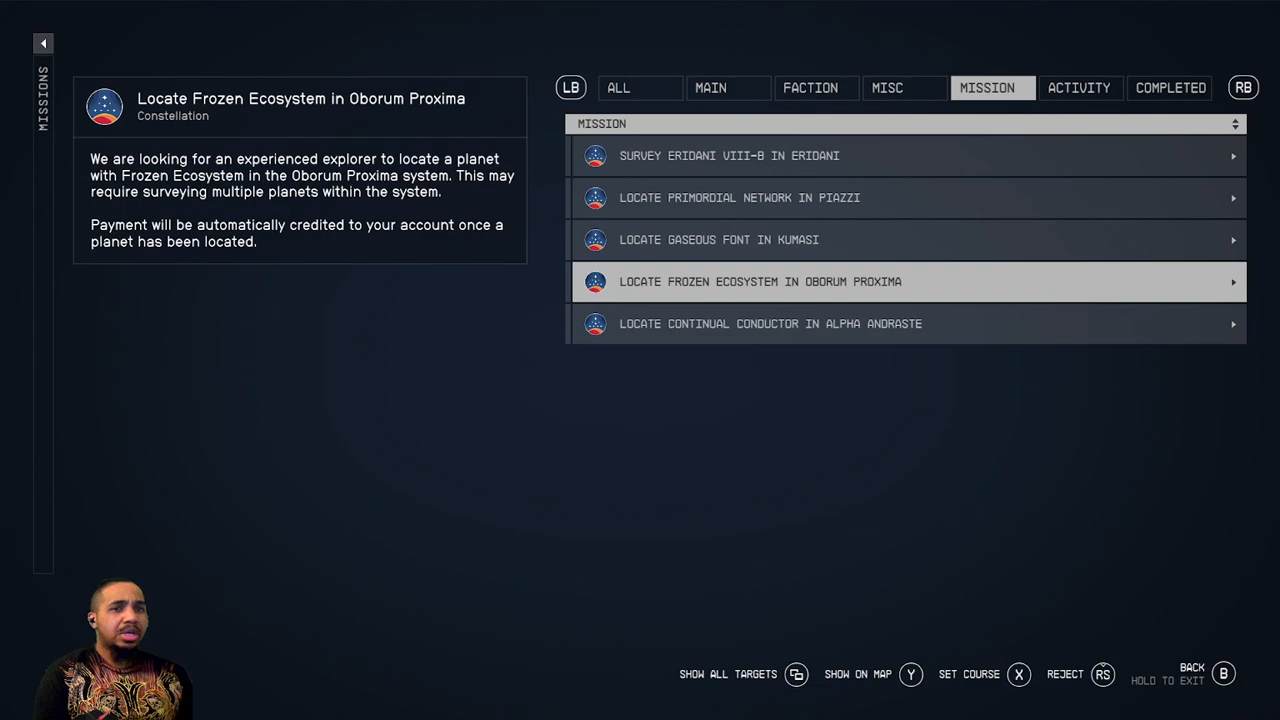 MISSIONS
Locate Frozen Ecosystem in Oborum Proxima
Constellation
We are looking for an experienced explorer to locate a planet
with Frozen Ecosystem in the Oborum Proxima system. This may
require surveying multiple planets within the system.
Payment will be automatically credited to your account once a
planet has been located.
LB ALL MAIN FACTION MISC MISSION ACTIVITY COMPLETED RB
MISSION
SURVEY ERIDANI VIII-B IN ERIDANI
LOCATE PRIMORDIAL NETWORK IN PIAZZI
LOCATE GASEOUS FONT IN KUMASI
LOCATE FROZEN ECOSYSTEM IN OBORUM PROXIMA
LOCATE CONTINUAL CONDUCTOR IN ALPHA ANDRASTE
SHOW ALL TARGETS SHOW ON MAP Y SET COURSE X REJECT RS BACK B
HOLD TO EXIT